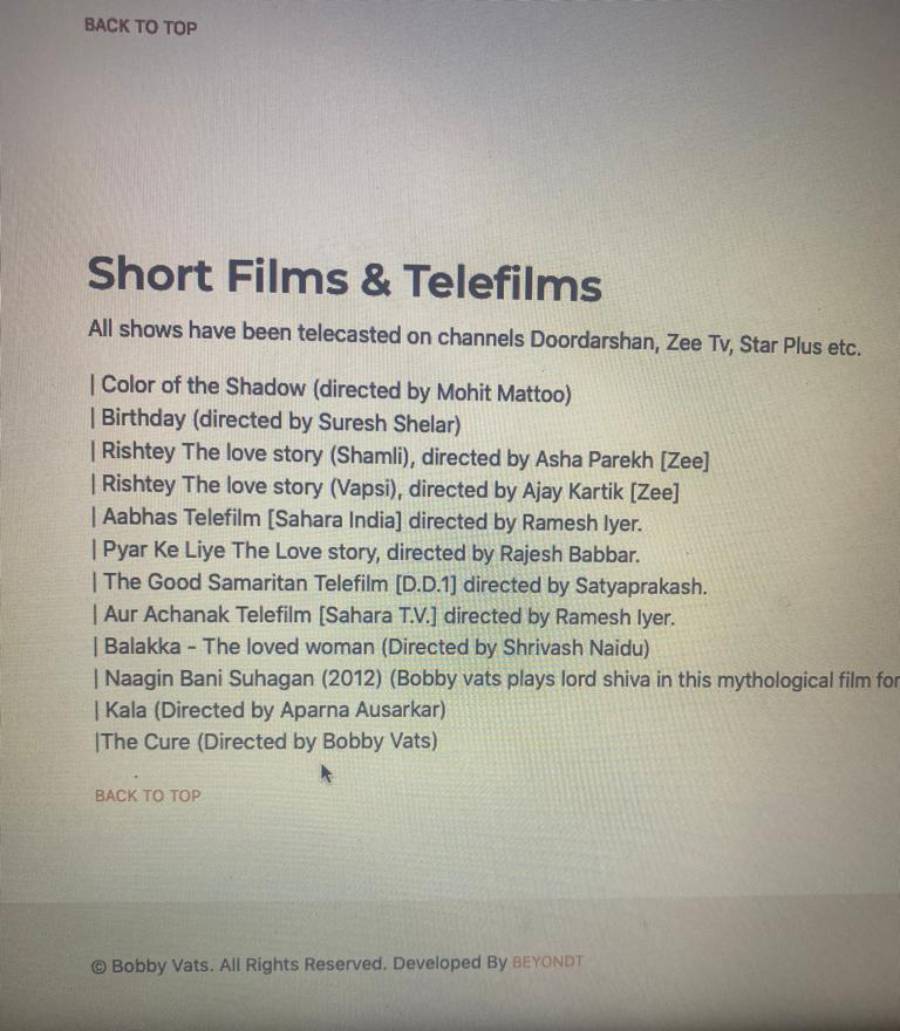 BACK TO TOP
Short Films & Telefilms
All shows have been telecasted on channels Doordarshan, Zee Tv, Star Plus etc.
| Color of the Shadow (directed by Mohit Mattoo)
| Birthday (directed by Suresh Shelar)
| Rishtey The love story (Shamli), directed by Asha Parekh [Zee]
| Rishtey The love story (Vapsi), directed by Ajay Kartik [Zee]
| Aabhas Telefilm [Sahara India] directed by Ramesh Iyer.
| Pyar Ke Liye The Love story, directed by Rajesh Babbar.
| The Good Samaritan Telefilm [D.D.1] directed by Satyaprakash.
| Aur Achanak Telefilm [Sahara T.V.] directed by Ramesh Iyer.
| Balakka - The loved woman (Directed by Shrivash Naidu)
| Naagin Bani Suhagan (2012) (Bobby vats plays lord shiva in this mythological film for
| Kala (Directed by Aparna Ausarkar)
|The Cure (Directed by Bobby Vats)
BACK TO TOP
© Bobby Vats. All Rights Reserved. Developed By BEYONDT